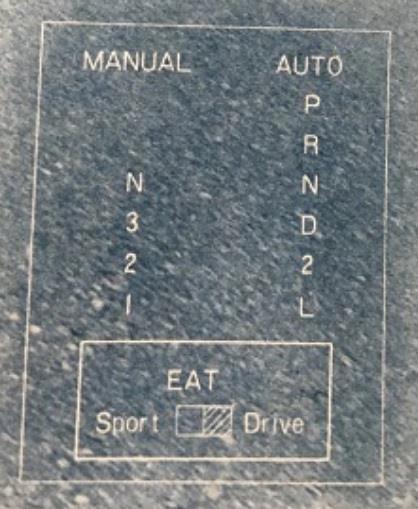 MANUAL AUTO
P
R
N N
3 D
2 2
1 L
EAT
Sport Drive